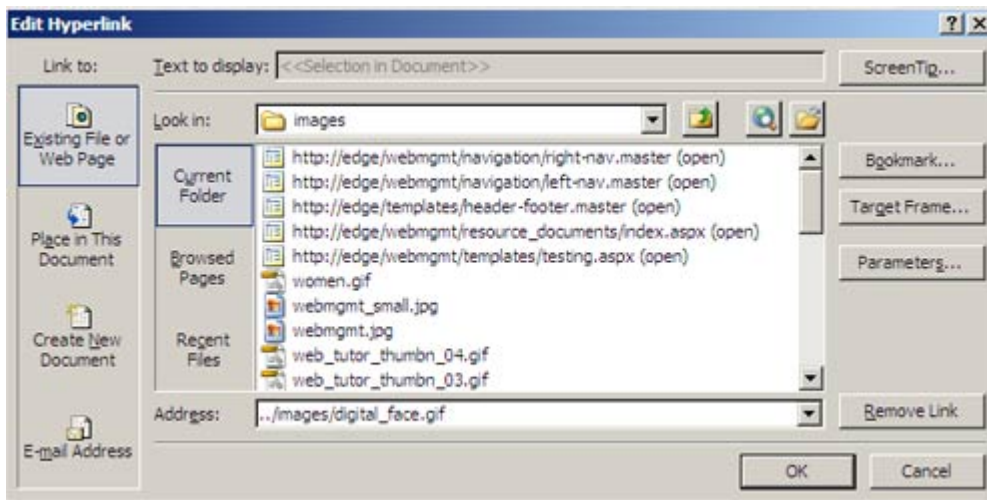 Edit Hyperlink
Link to:
Text to display: <<Selection in Document>>
ScreenTip...
Existing File or
Web Page
Look in: images
Current
Folder
http://edge/webmgmt/navigation/right-nav.master (open)
http://edge/webmgmt/navigation/left-nav.master (open)
http://edge/templates/header-footer.master (open)
http://edge/webmgmt/resource_documents/index.aspx (open)
http://edge/webmgmt/templates/testing.aspx (open)
women.gif
webmgmt_small.jpg
webmgmt.jpg
web_tutor_thumbn_04.gif
web_tutor_thumbn_03.gif
Bookmark...
Target Frame...
Parameters...
Place in This
Document
Browsed
Pages
Create New
Document
Recent
Files
E-mail Address
Address: ../images/digital_face.gif
Remove Link
OK
Cancel